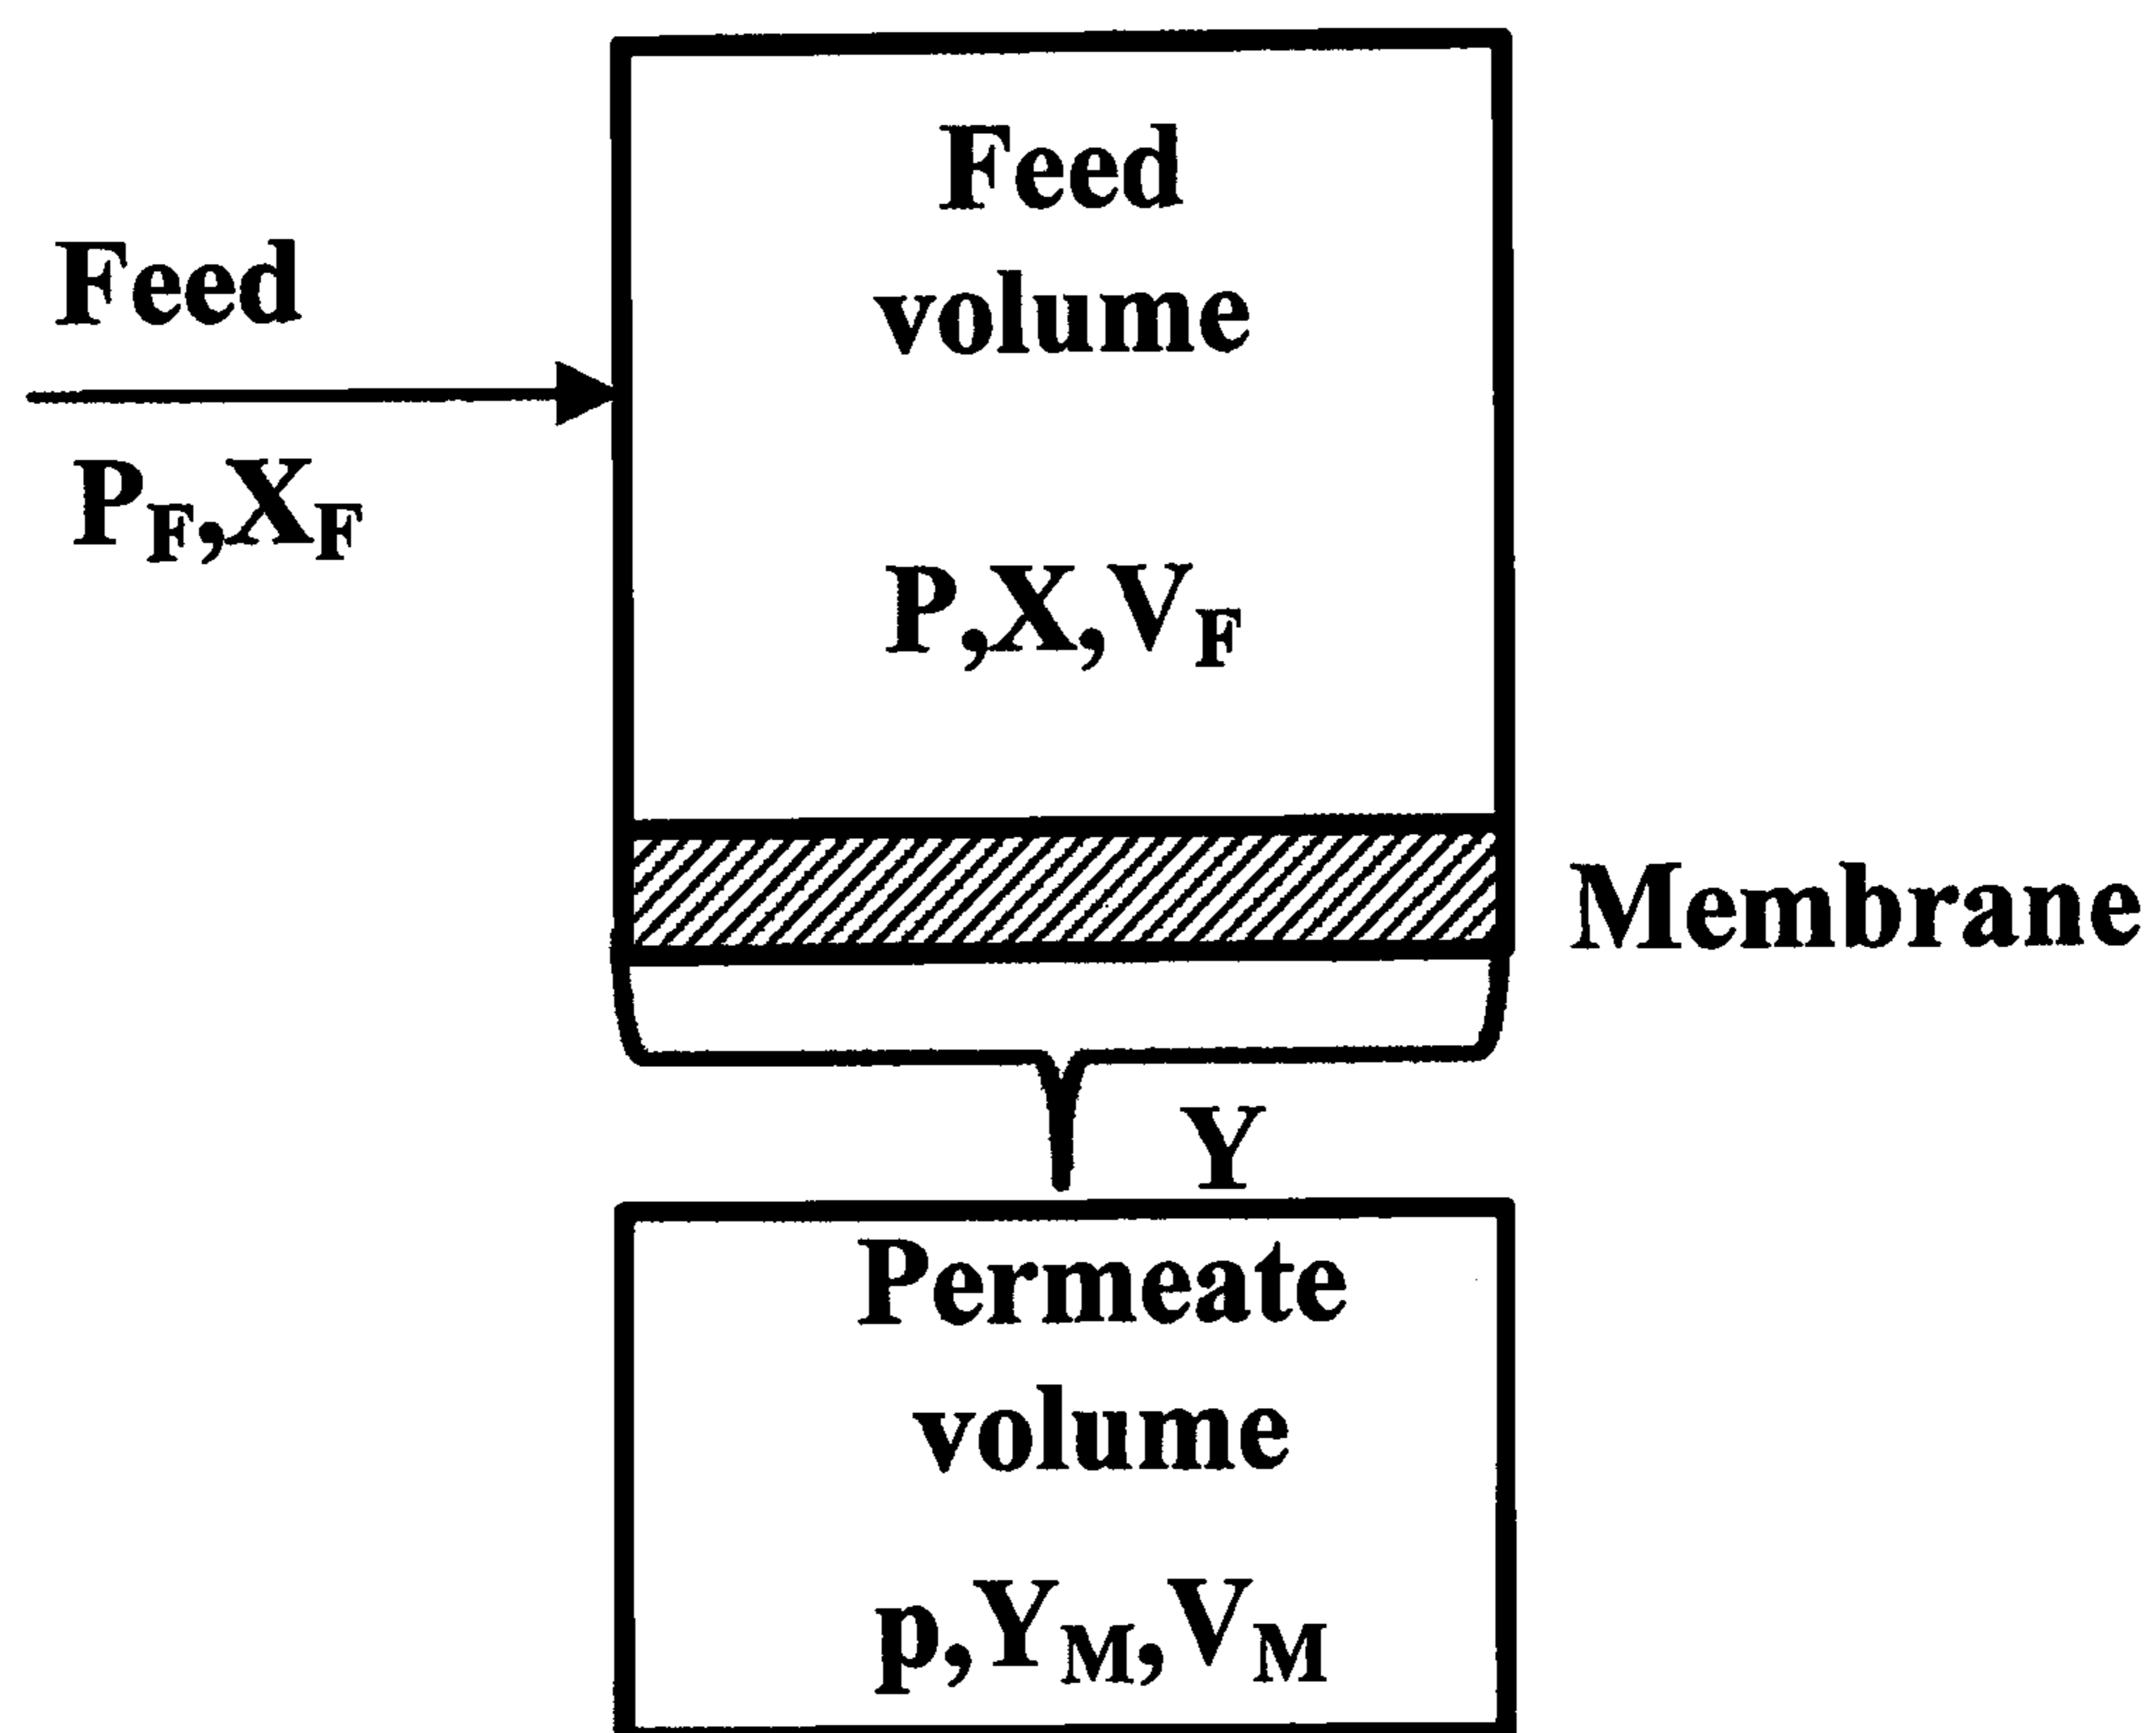 Feed
volume
Feed
P_F,X_F
P,X,V_F
Membrane
Y
Permeate
volume
p,Y_M,V_M